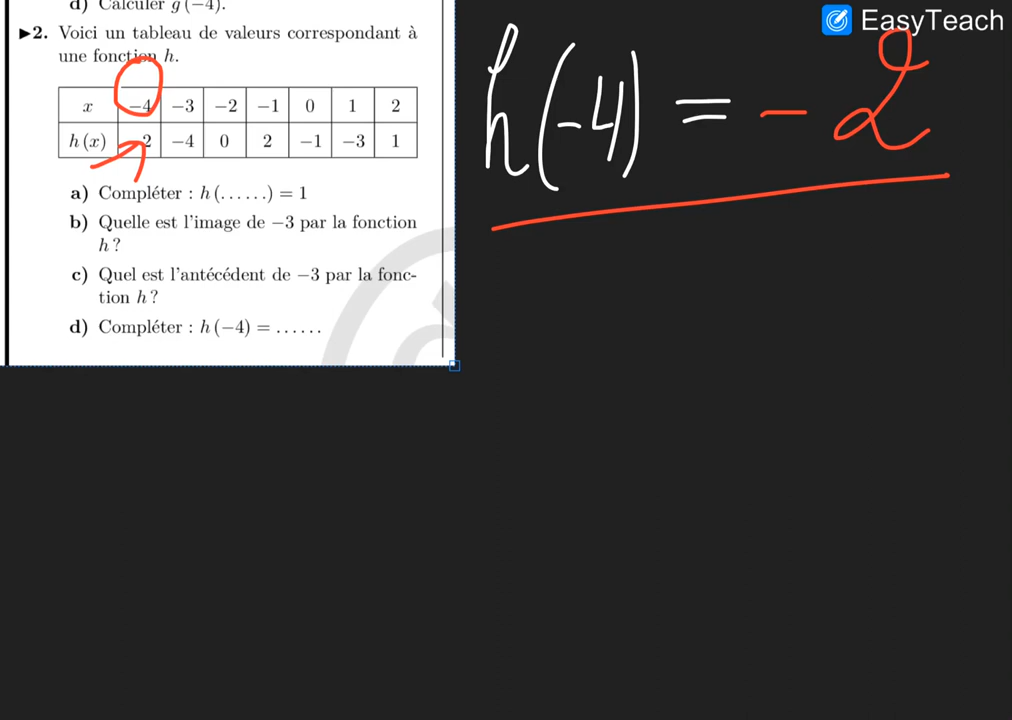 d) Calculer g(−4).
▶2. Voici un tableau de valeurs correspondant à
une fonction h.
x −4 −3 −2 −1 0 1 2
h(x) −2 −4 0 2 −1 −3 1
a) Compléter : h(......) = 1
b) Quelle est l'image de −3 par la fonction
h ?
c) Quel est l'antécédent de −3 par la fonc-
tion h ?
d) Compléter : h(−4) = ......
EasyTeach
h(-4) = -2